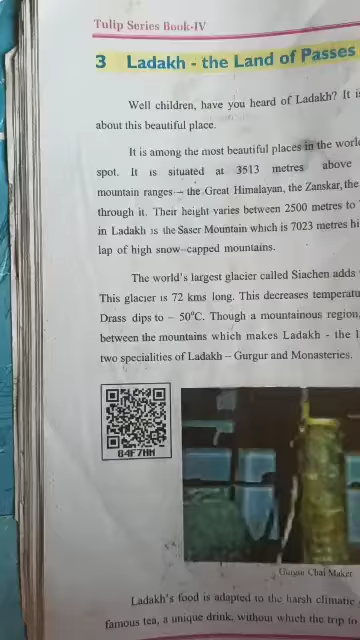 Tulip Series Book-IV
3 Ladakh - the Land of Passes
Well children, have you heard of Ladakh? It is
about this beautiful place.
It is among the most beautiful places in the world
spot. It is situated at 3513 metres above
mountain ranges – the Great Himalayan, the Zanskar, the
through it. Their height varies between 2500 metres to
in Ladakh is the Saser Mountain which is 7023 metres hi
lap of high snow–capped mountains.
The world's largest glacier called Siachen adds
This glacier is 72 kms long. This decreases temperatu
Drass dips to – 50°C. Though a mountainous region,
between the mountains which makes Ladakh - the l
two specialities of Ladakh – Gurgur and Monasteries.
B4F7HH
Gurgur Chai Maker
Ladakh's food is adapted to the harsh climatic
famous tea, a unique drink, without which the trip to